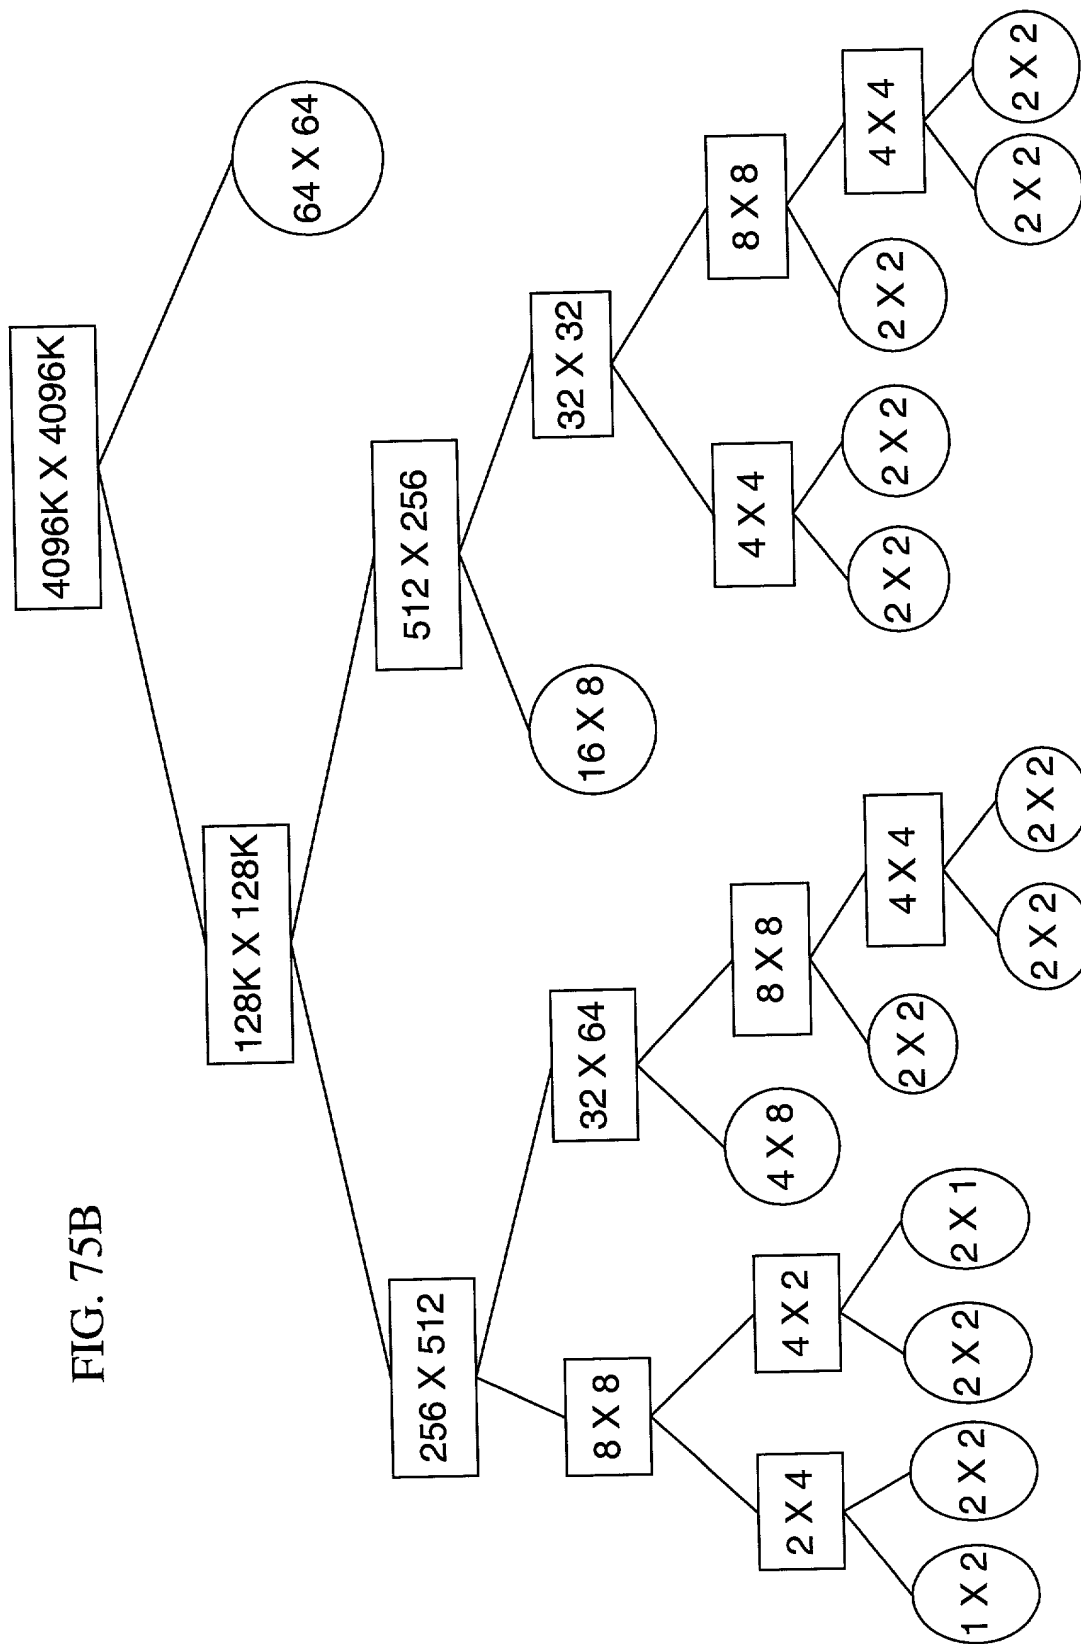 FIG. 75B
4096K X 4096K
128K X 128K
64 X 64
256 X 512
512 X 256
8 X 8
32 X 64
16 X 8
32 X 32
2 X 4
4 X 2
4 X 8
8 X 8
4 X 4
8 X 8
1 X 2
2 X 2
2 X 2
2 X 1
2 X 2
4 X 4
2 X 2
2 X 2
2 X 2
4 X 4
2 X 2
2 X 2
2 X 2
2 X 2